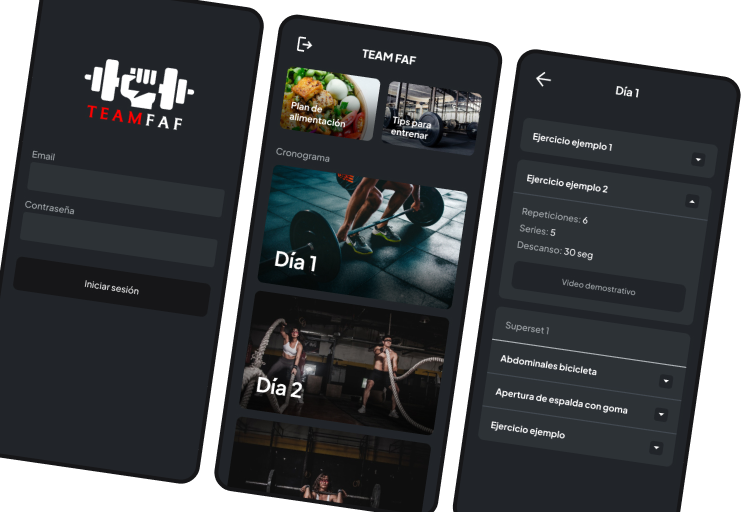 TEAMFAF
Email
Contraseña
Iniciar sesión
TEAM FAF
Plan de
alimentación
Tips para
entrenar
Cronograma
Día 1
Día 2
Día 1
Ejercicio ejemplo 1
Ejercicio ejemplo 2
Repeticiones: 6
Series: 5
Descanso: 30 seg
Video demostrativo
Superset 1
Abdominales bicicleta
Apertura de espalda con goma
Ejercicio ejemplo